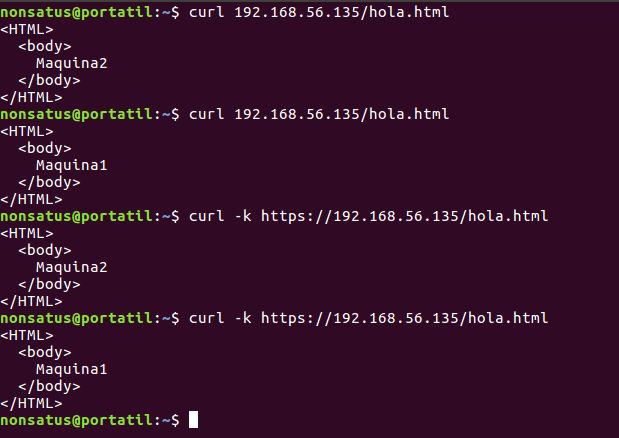 nonsatus@portatil:~$ curl 192.168.56.135/hola.html
<HTML>
  <body>
    Maquina2
  </body>
</HTML>
nonsatus@portatil:~$ curl 192.168.56.135/hola.html
<HTML>
  <body>
    Maquina1
  </body>
</HTML>
nonsatus@portatil:~$ curl -k https://192.168.56.135/hola.html
<HTML>
  <body>
    Maquina2
  </body>
</HTML>
nonsatus@portatil:~$ curl -k https://192.168.56.135/hola.html
<HTML>
  <body>
    Maquina1
  </body>
</HTML>
nonsatus@portatil:~$